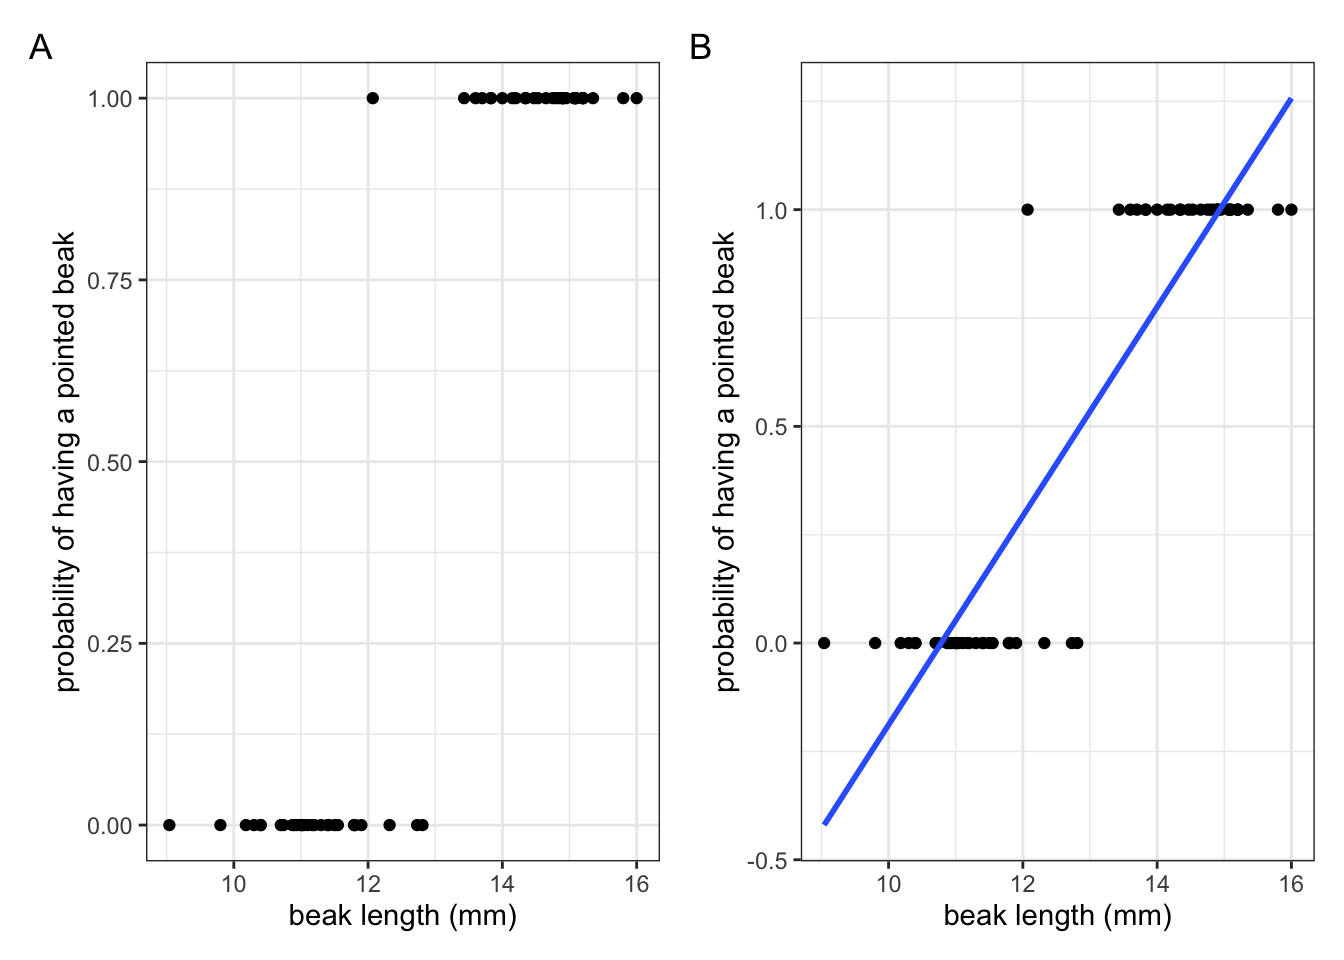 A
probability of having a pointed beak
1.00
0.75
0.50
0.25
0.00
10 12 14 16
beak length (mm)
B
probability of having a pointed beak
1.0
0.5
0.0
-0.5
10 12 14 16
beak length (mm)